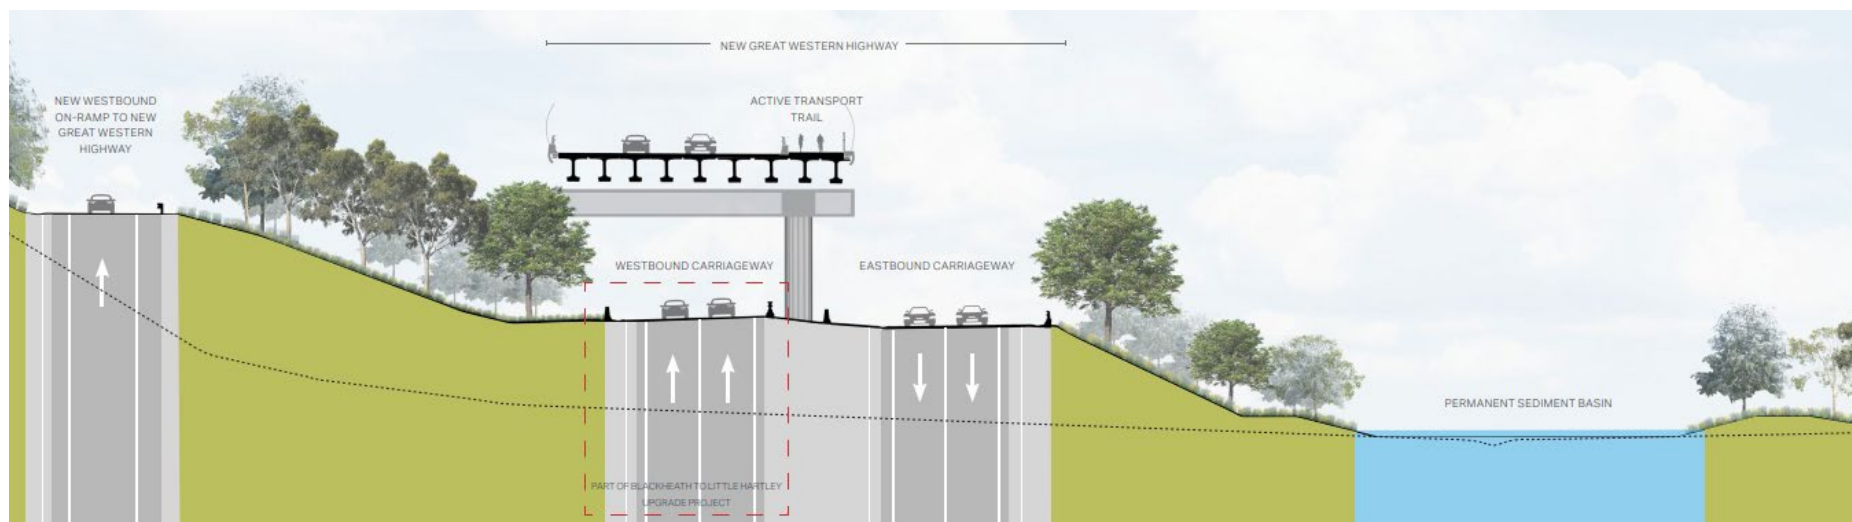 NEW GREAT WESTERN HIGHWAY
NEW WESTBOUND
ON-RAMP TO NEW
GREAT WESTERN
HIGHWAY
ACTIVE TRANSPORT
TRAIL
WESTBOUND CARRIAGEWAY
EASTBOUND CARRIAGEWAY
PERMANENT SEDIMENT BASIN
PART OF BLACKHEATH TO LITTLE HARTLEY
UPGRADE PROJECT